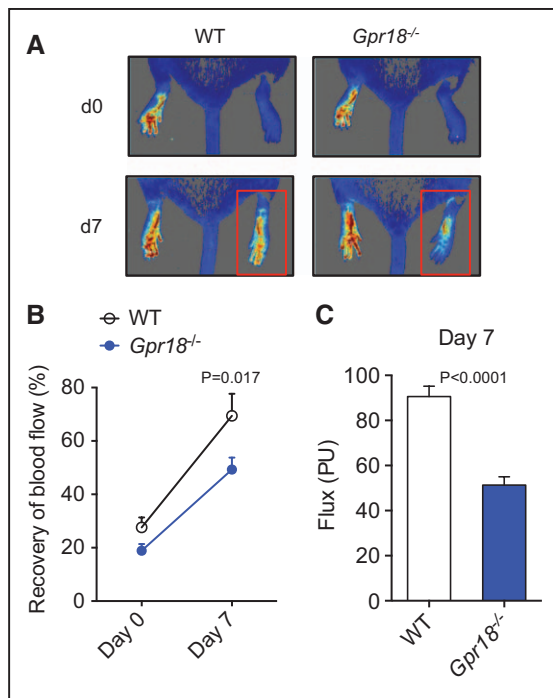 A
WT
Gpr18-/-
d0
d7
B
WT
Gpr18-/-
P=0.017
Recovery of blood flow (%)
80
60
40
20
0
Day 0
Day 7
C
Day 7
P<0.0001
Flux (PU)
100
80
60
40
20
0
WT
Gpr18-/-